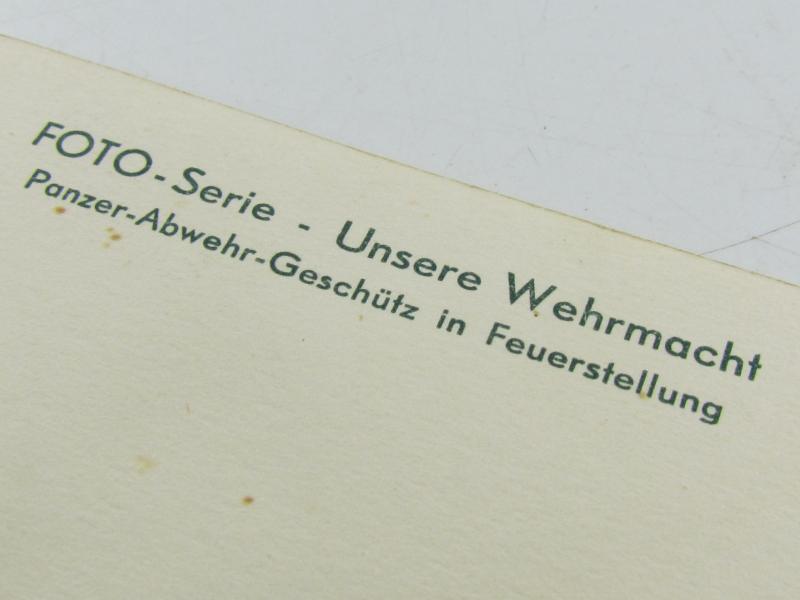 FOTO-Serie - Unsere Wehrmacht
Panzer-Abwehr-Geschütz in Feuerstellung